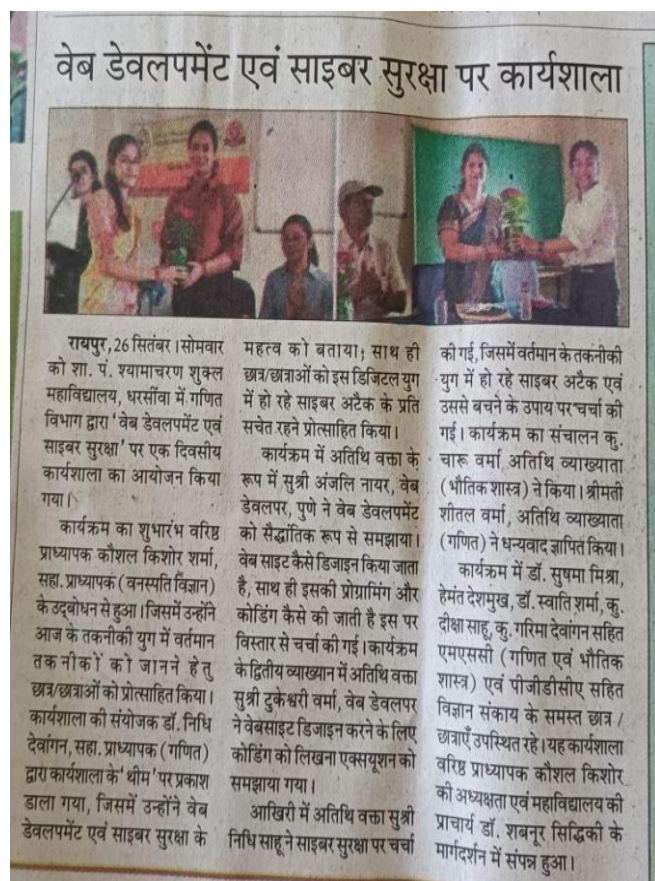 वेब डेवलपमेंट एवं साइबर सुरक्षा पर कार्यशाला
रायपुर, 26 सितंबर। सोमवार
को शा. पं. श्यामाचरण शुक्ल
महाविद्यालय, धरसींवा में गणित
विभाग द्वारा 'वेब डेवलपमेंट एवं
साइबर सुरक्षा' पर एक दिवसीय
कार्यशाला का आयोजन किया
गया।
कार्यक्रम का शुभारंभ वरिष्ठ
प्राध्यापक कौशल किशोर शर्मा,
सहा. प्राध्यापक (वनस्पति विज्ञान)
के उद्बोधन से हुआ। जिसमें उन्होंने
आज के तकनीकी युग में वर्तमान
तकनीकों को जानने हेतु
छात्र/छात्राओं को प्रोत्साहित किया।
कार्यशाला की संयोजक डॉ. निधि
देवांगन, सहा. प्राध्यापक (गणित)
द्वारा कार्यशाला के 'थीम' पर प्रकाश
डाला गया, जिसमें उन्होंने वेब
डेवलपमेंट एवं साइबर सुरक्षा के
महत्व को बताया; साथ ही
छात्र/छात्राओं को इस डिजिटल युग
में हो रहे साइबर अटैक के प्रति
सचेत रहने प्रोत्साहित किया।
कार्यक्रम में अतिथि वक्ता के
रूप में सुश्री अंजलि नायर, वेब
डेवलपर, पुणे ने वेब डेवलपमेंट
को सैद्धांतिक रूप से समझाया।
वेब साइट कैसे डिजाइन किया जाता
है, साथ ही इसकी प्रोग्रामिंग और
कोडिंग कैसे की जाती है इस पर
विस्तार से चर्चा की गई। कार्यक्रम
के द्वितीय व्याख्यान में अतिथि वक्ता
सुश्री टुकेश्वरी वर्मा, वेब डेवलपर
ने वेबसाइट डिजाइन करने के लिए
कोडिंग को लिखना एक्सयूशन को
समझाया गया।
आखिरी में अतिथि वक्ता सुश्री
निधि साहू ने साइबर सुरक्षा पर चर्चा
की गई, जिसमें वर्तमान के तकनीकी
युग में हो रहे साइबर अटैक एवं
उससे बचने के उपाय पर चर्चा की
गई। कार्यक्रम का संचालन कु.
चारू वर्मा, अतिथि व्याख्याता
(भौतिक शास्त्र) ने किया। श्रीमती
शीतल वर्मा, अतिथि व्याख्याता
(गणित) ने धन्यवाद ज्ञापित किया।
कार्यक्रम में डॉ. सुषमा मिश्रा,
हेमंत देशमुख, डॉ. स्वाति शर्मा, कु.
दीक्षा साहू, कु. गरिमा देवांगन सहित
एमएससी (गणित एवं भौतिक
शास्त्र) एवं पीजीडीसीए सहित
विज्ञान संकाय के समस्त छात्र /
छात्राएँ उपस्थित रहे। यह कार्यशाला
वरिष्ठ प्राध्यापक कौशल किशोर
की अध्यक्षता एवं महाविद्यालय की
प्राचार्य डॉ. शबनूर सिद्दिकी के
मार्गदर्शन में संपन्न हुआ।